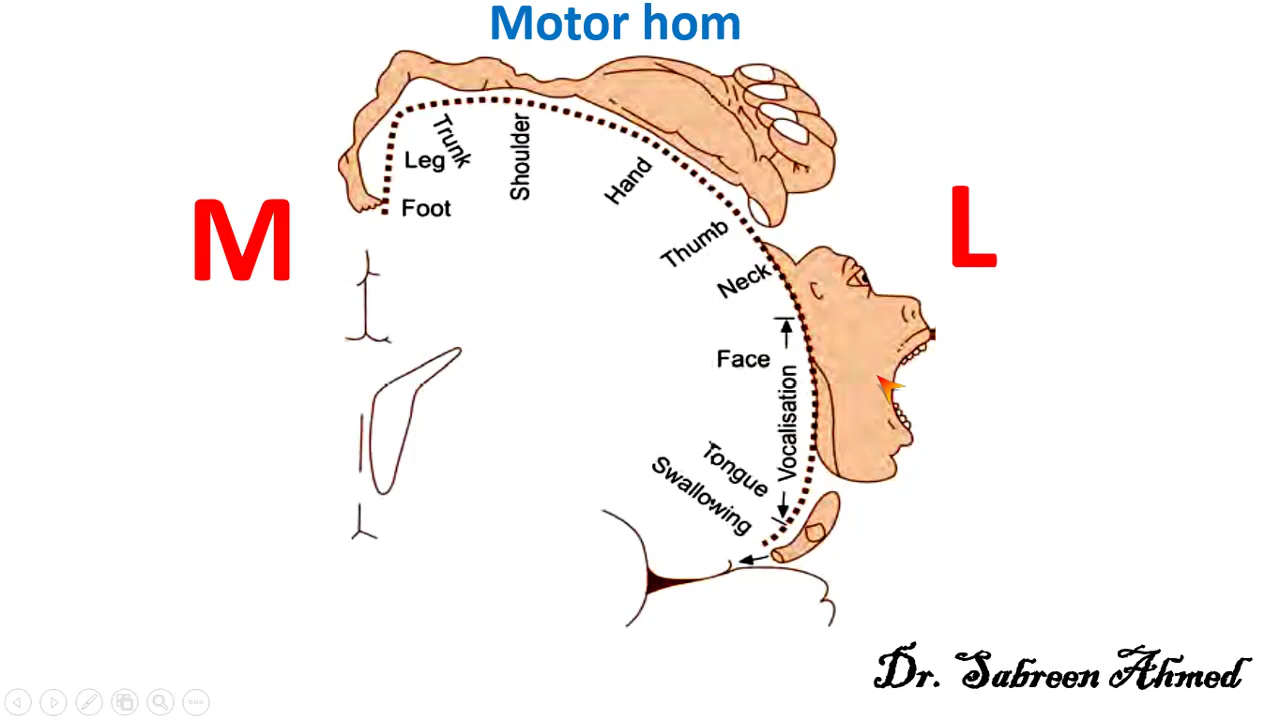 Motor hom
M
L
Trunk
Leg
Shoulder
Foot
Hand
Thumb
Neck
Face
Vocalisation
Tongue
Swallowing
Dr. Sabreen Ahmed